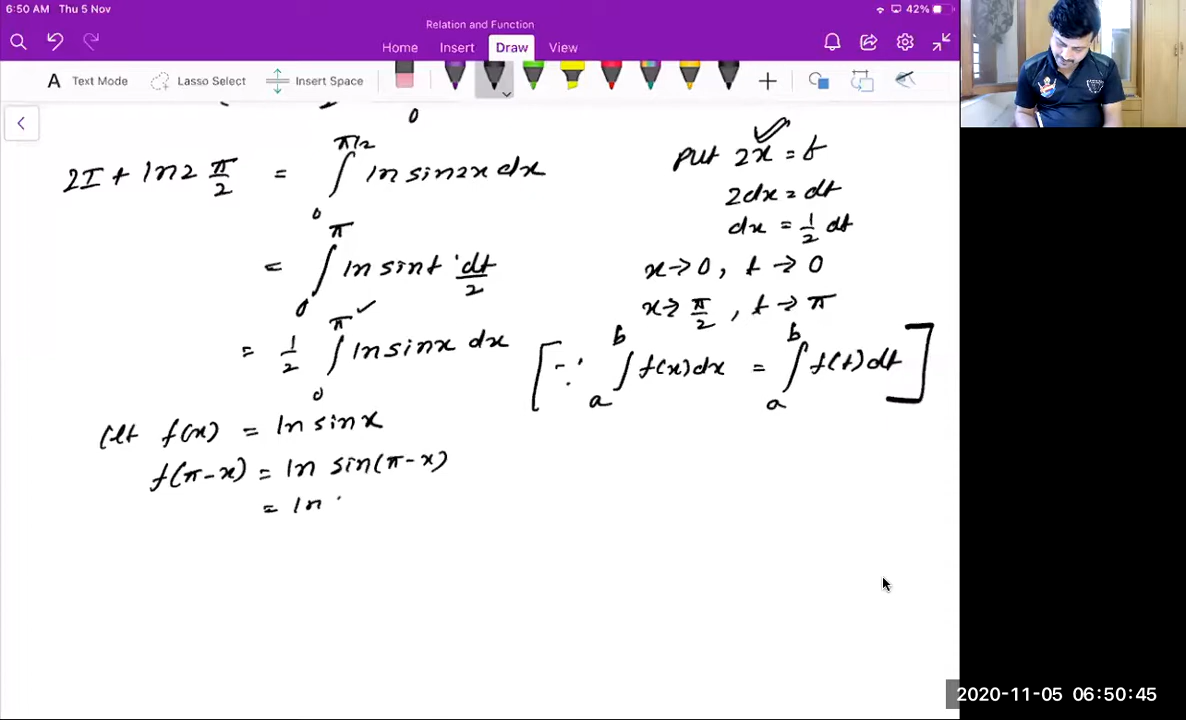 6:50 AM Thu 5 Nov
42%
Relation and Function
Home Insert Draw View
A Text Mode Lasso Select Insert Space
0
2I + ln2 π/2 = ∫₀^{π/2} ln sin2x dx
put 2x = t
2dx = dt
dx = 1/2 dt
= ∫₀^π ln sint · dt/2
x → 0, t → 0
x → π/2, t → π
= 1/2 ∫₀^π ln sinx dx
[∵ ∫ₐᵇ f(x)dx = ∫ₐᵇ f(t)dt]
let f(x) = ln sinx
f(π-x) = ln sin(π-x)
= ln
2020-11-05 06:50:45